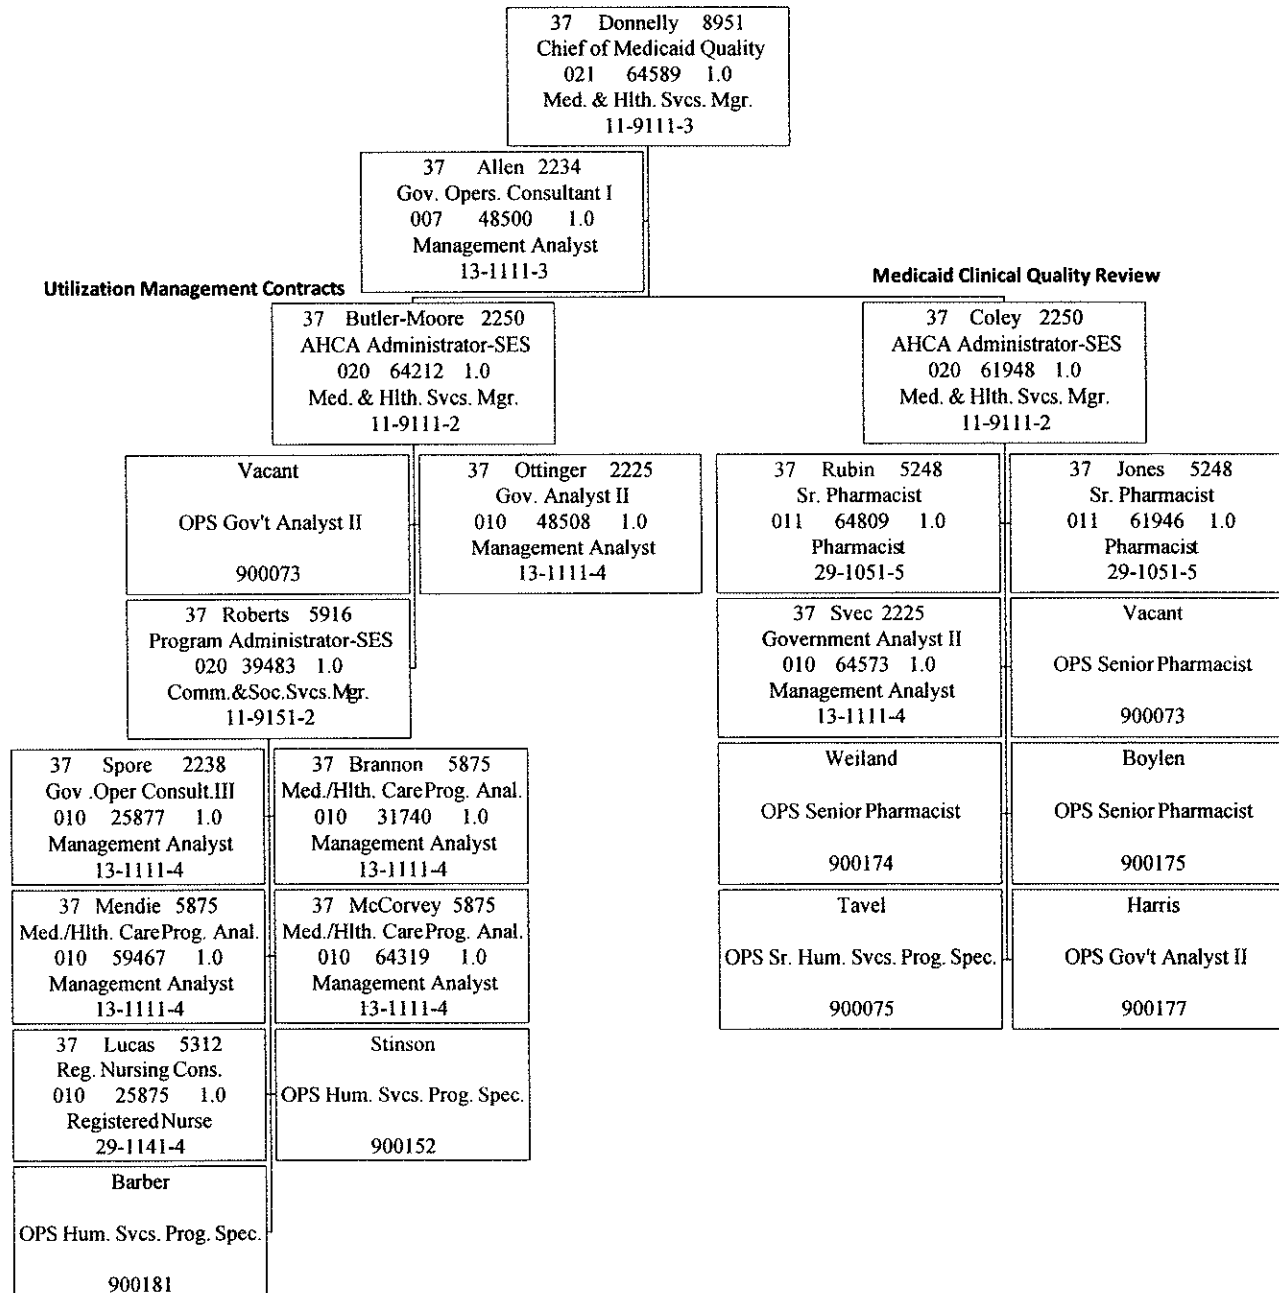 37 Donnelly 8951
Chief of Medicaid Quality
021 64589 1.0
Med. & Hlth. Svcs. Mgr.
11-9111-3
37 Allen 2234
Gov. Opers. Consultant I
007 48500 1.0
Management Analyst
13-1111-3
Utilization Management Contracts
Medicaid Clinical Quality Review
37 Butler-Moore 2250
AHCA Administrator-SES
020 64212 1.0
Med. & Hlth. Svcs. Mgr.
11-9111-2
37 Coley 2250
AHCA Administrator-SES
020 61948 1.0
Med. & Hlth. Svcs. Mgr.
11-9111-2
Vacant
OPS Gov't Analyst II
900073
37 Ottinger 2225
Gov. Analyst II
010 48508 1.0
Management Analyst
13-1111-4
37 Rubin 5248
Sr. Pharmacist
011 64809 1.0
Pharmacist
29-1051-5
37 Jones 5248
Sr. Pharmacist
011 61946 1.0
Pharmacist
29-1051-5
37 Roberts 5916
Program Administrator-SES
020 39483 1.0
Comm.&Soc.Svcs.Mgr.
11-9151-2
37 Svec 2225
Government Analyst II
010 64573 1.0
Management Analyst
13-1111-4
Vacant
OPS Senior Pharmacist
900073
37 Spore 2238
Gov .Oper Consult.III
010 25877 1.0
Management Analyst
13-1111-4
37 Brannon 5875
Med./Hlth. Care Prog. Anal.
010 31740 1.0
Management Analyst
13-1111-4
Weiland
OPS Senior Pharmacist
900174
Boylen
OPS Senior Pharmacist
900175
37 Mendie 5875
Med./Hlth. Care Prog. Anal.
010 59467 1.0
Management Analyst
13-1111-4
37 McCorvey 5875
Med./Hlth. Care Prog. Anal.
010 64319 1.0
Management Analyst
13-1111-4
Tavel
OPS Sr. Hum. Svcs. Prog. Spec.
900075
Harris
OPS Gov't Analyst II
900177
37 Lucas 5312
Reg. Nursing Cons.
010 25875 1.0
Registered Nurse
29-1141-4
Stinson
OPS Hum. Svcs. Prog. Spec.
900152
Barber
OPS Hum. Svcs. Prog. Spec.
900181